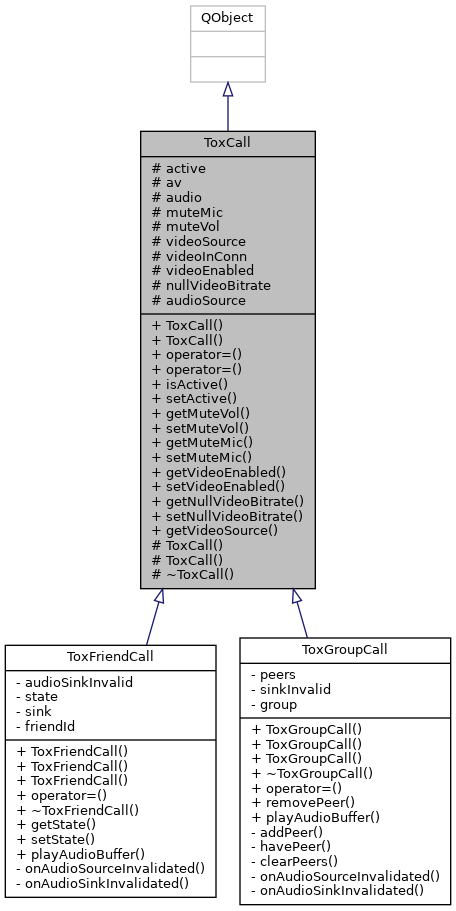 QObject
ToxCall
# active
# av
# audio
# muteMic
# muteVol
# videoSource
# videoInConn
# videoEnabled
# nullVideoBitrate
# audioSource
+ ToxCall()
+ ToxCall()
+ operator=()
+ operator=()
+ isActive()
+ setActive()
+ getMuteVol()
+ setMuteVol()
+ getMuteMic()
+ setMuteMic()
+ getVideoEnabled()
+ setVideoEnabled()
+ getNullVideoBitrate()
+ setNullVideoBitrate()
+ getVideoSource()
# ToxCall()
# ToxCall()
# ~ToxCall()
ToxFriendCall
- audioSinkInvalid
- state
- sink
- friendId
+ ToxFriendCall()
+ ToxFriendCall()
+ ToxFriendCall()
+ operator=()
+ ~ToxFriendCall()
+ getState()
+ setState()
+ playAudioBuffer()
- onAudioSourceInvalidated()
- onAudioSinkInvalidated()
ToxGroupCall
- peers
- sinkInvalid
- group
+ ToxGroupCall()
+ ToxGroupCall()
+ ToxGroupCall()
+ ~ToxGroupCall()
+ operator=()
+ removePeer()
+ playAudioBuffer()
- addPeer()
- havePeer()
- clearPeers()
- onAudioSourceInvalidated()
- onAudioSinkInvalidated()